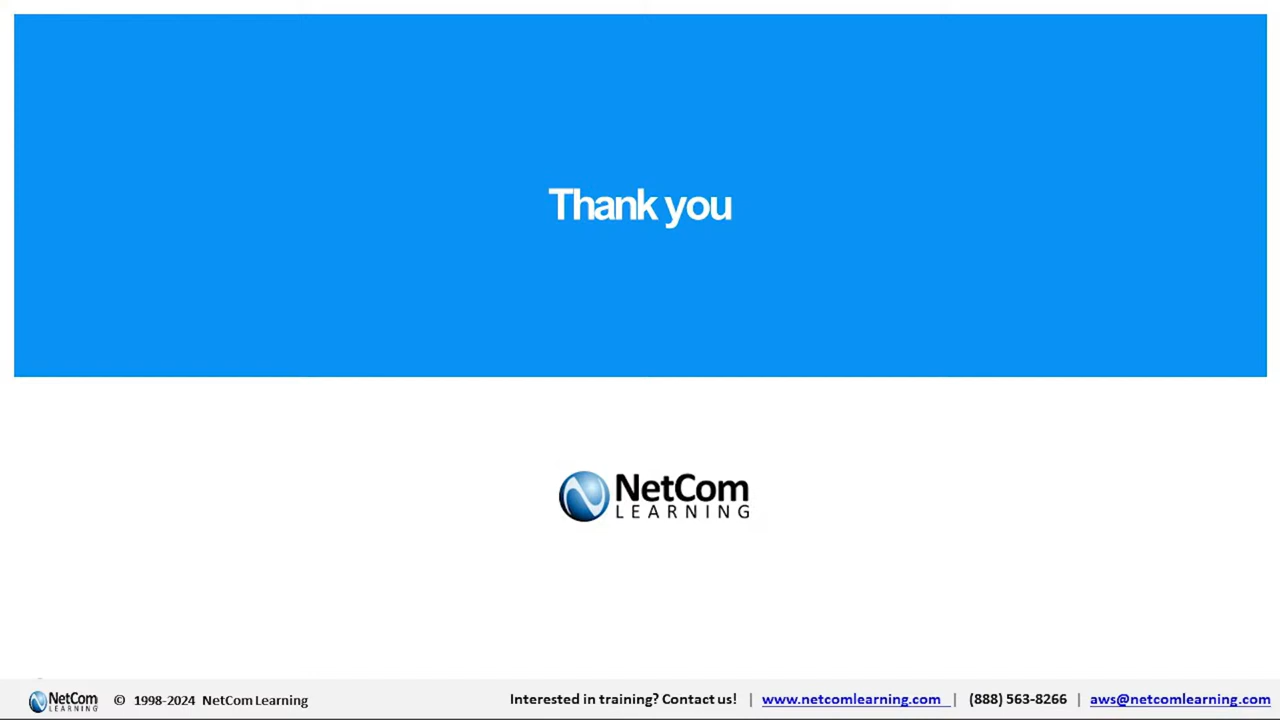 Thank you
NetCom
LEARNING
NetCom
LEARNING
© 1998-2024 NetCom Learning
Interested in training? Contact us! | www.netcomlearning.com | (888) 563-8266 | aws@netcomlearning.com